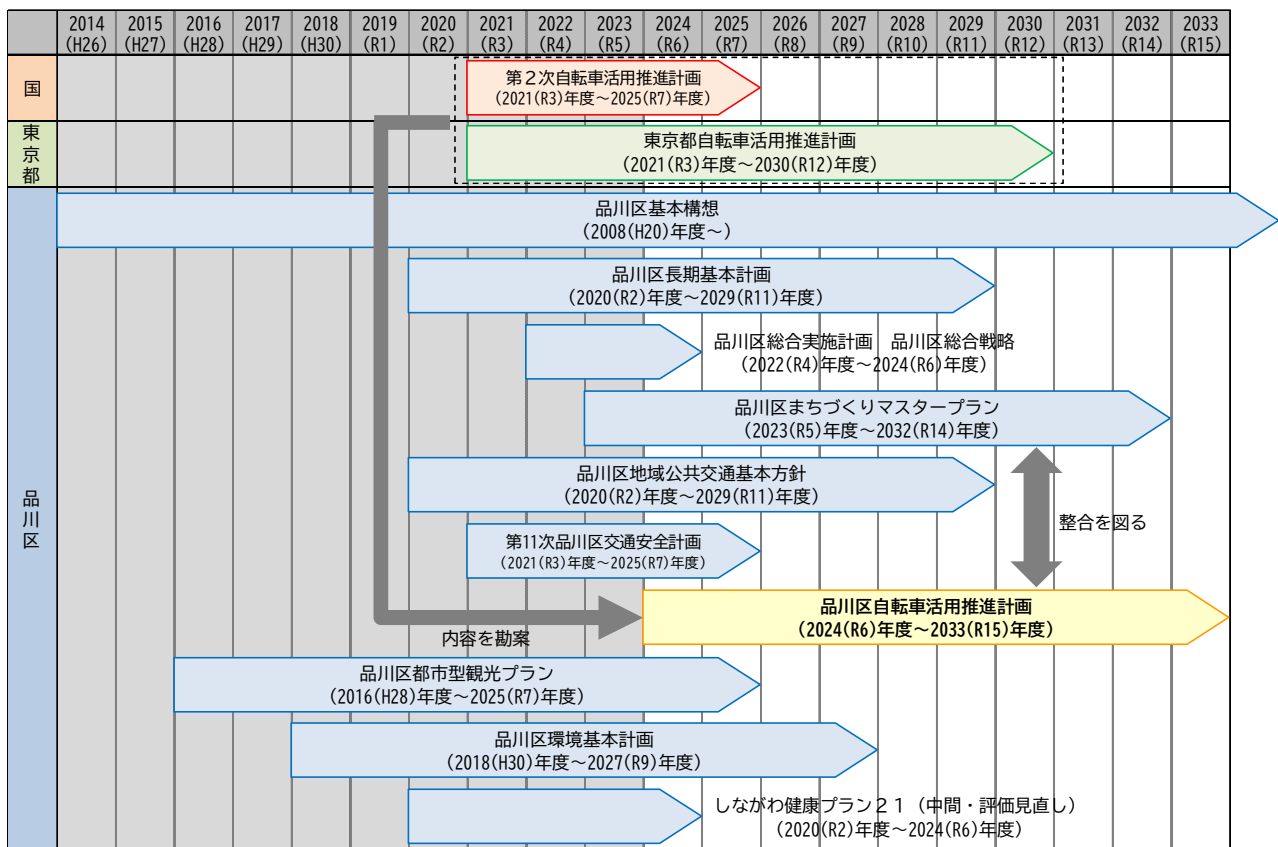 2014 2015 2016 2017 2018 2019 2020 2021 2022 2023 2024 2025 2026 2027 2028 2029 2030 2031 2032 2033
(H26) (H27) (H28) (H29) (H30) (R1) (R2) (R3) (R4) (R5) (R6) (R7) (R8) (R9) (R10) (R11) (R12) (R13) (R14) (R15)
国
第2次自転車活用推進計画
(2021(R3)年度～2025(R7)年度)
東京都
東京都自転車活用推進計画
(2021(R3)年度～2030(R12)年度)
品川区
品川区基本構想
(2008(H20)年度～)
品川区長期基本計画
(2020(R2)年度～2029(R11)年度)
品川区総合実施計画　品川区総合戦略
(2022(R4)年度～2024(R6)年度)
品川区まちづくりマスタープラン
(2023(R5)年度～2032(R14)年度)
品川区地域公共交通基本方針
(2020(R2)年度～2029(R11)年度)
整合を図る
第11次品川区交通安全計画
(2021(R3)年度～2025(R7)年度)
品川区自転車活用推進計画
(2024(R6)年度～2033(R15)年度)
内容を勘案
品川区都市型観光プラン
(2016(H28)年度～2025(R7)年度)
品川区環境基本計画
(2018(H30)年度～2027(R9)年度)
しながわ健康プラン２１（中間・評価見直し）
(2020(R2)年度～2024(R6)年度)